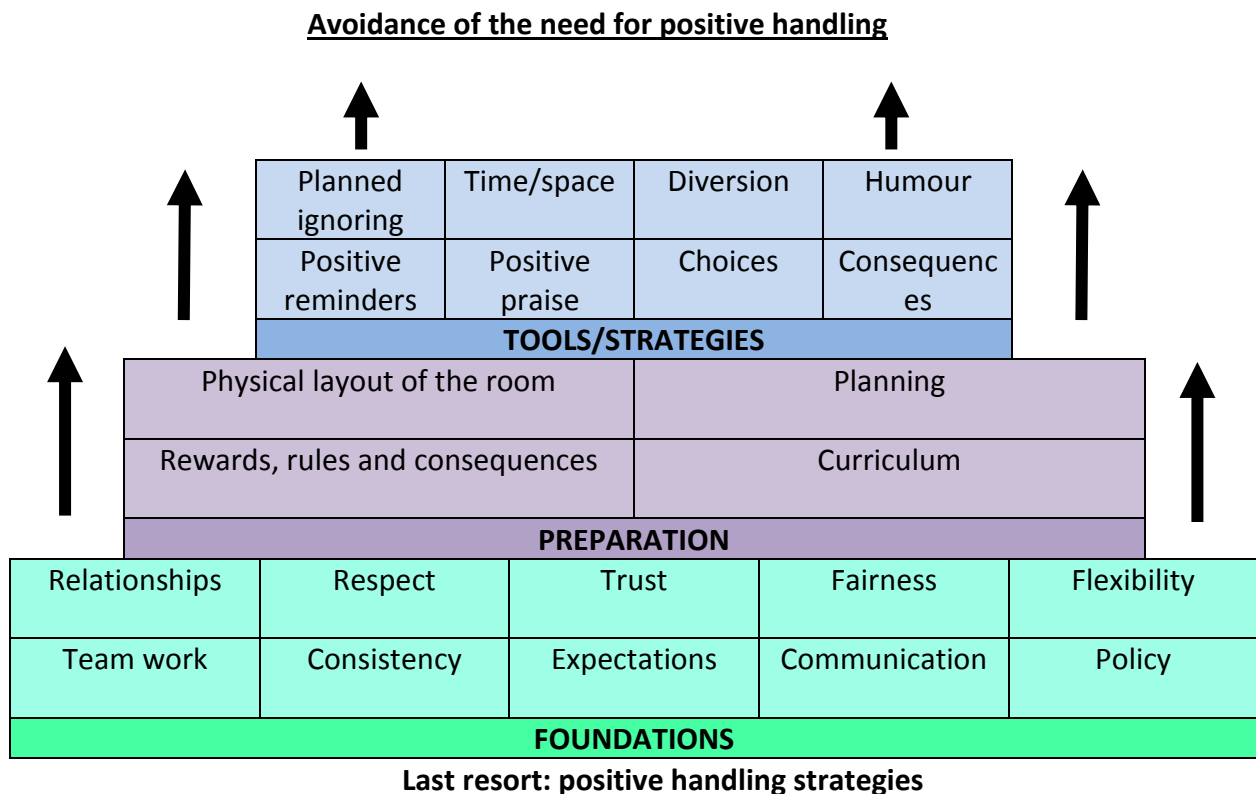 Avoidance of the need for positive handling
Planned Time/space Diversion Humour
ignoring
Positive Positive Choices Consequenc
reminders praise es
TOOLS/STRATEGIES
Physical layout of the room Planning
Rewards, rules and consequences Curriculum
PREPARATION
Relationships Respect Trust Fairness Flexibility
Team work Consistency Expectations Communication Policy
FOUNDATIONS
Last resort: positive handling strategies